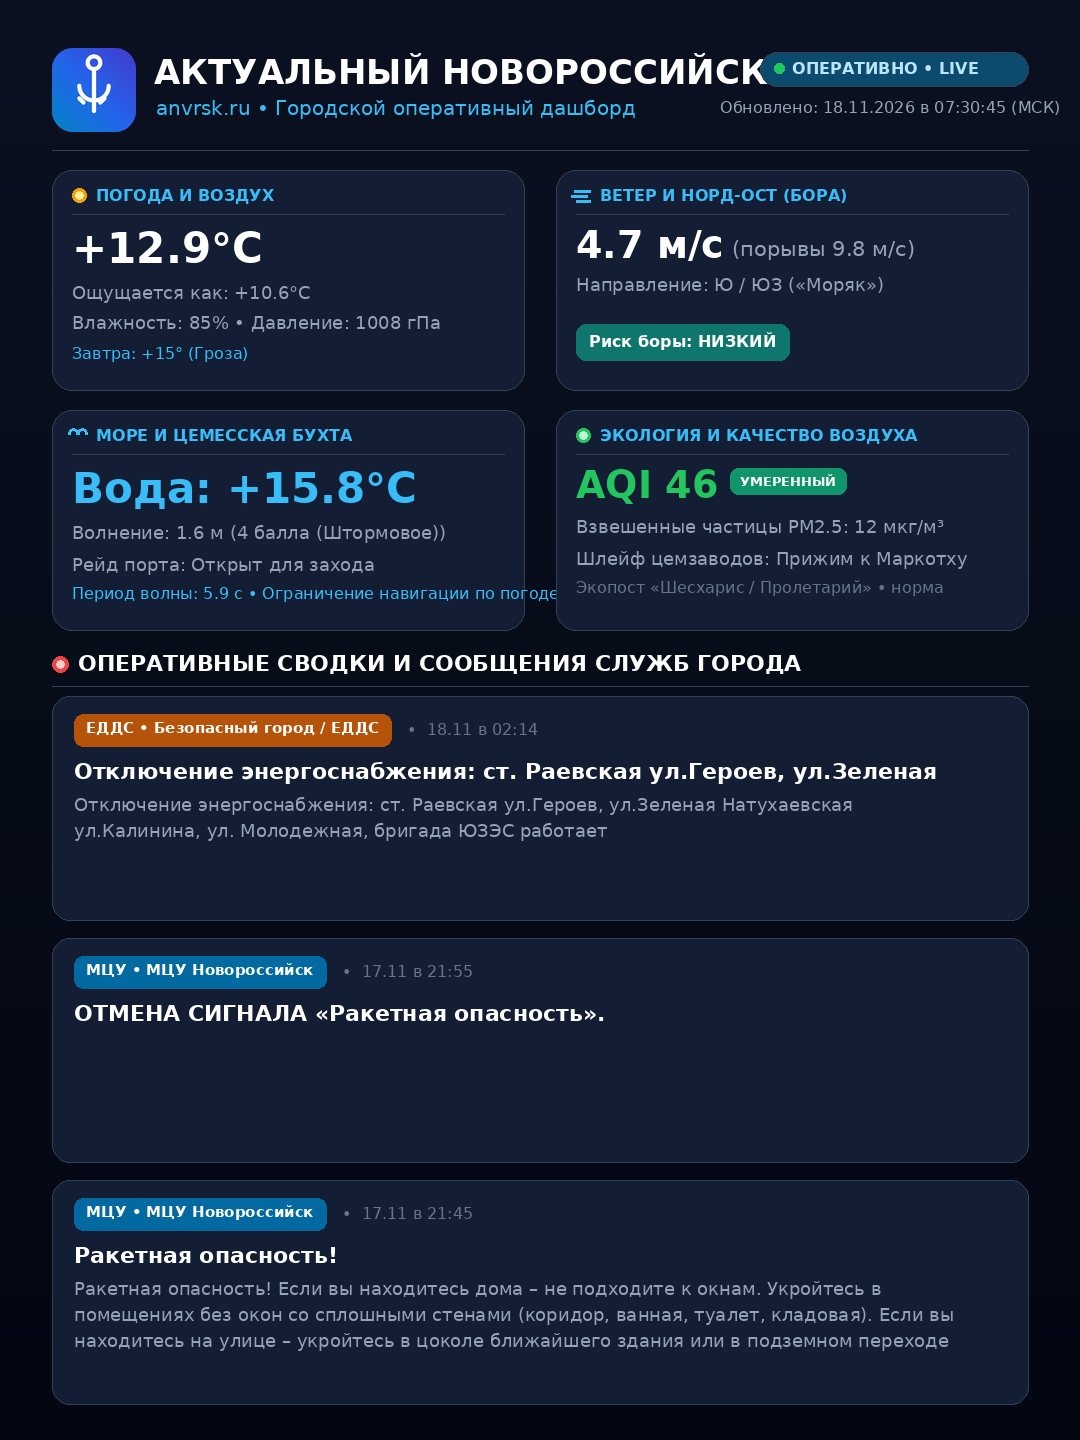 АКТУАЛЬНЫЙ НОВОРОССИЙСК
ОПЕРАТИВНО • LIVE
anvrsk.ru • Городской оперативный дашборд
Обновлено: 18.11.2026 в 07:30:45 (МСК)
ПОГОДА И ВОЗДУХ
+12.9°C
Ощущается как: +10.6°C
Влажность: 85% • Давление: 1008 гПа
Завтра: +15° (Гроза)
ВЕТЕР И НОРД-ОСТ (БОРА)
4.7 м/с (порывы 9.8 м/с)
Направление: Ю / ЮЗ («Моряк»)
Риск боры: НИЗКИЙ
МОРЕ И ЦЕМЕССКАЯ БУХТА
Вода: +15.8°C
Волнение: 1.6 м (4 балла (Штормовое))
Рейд порта: Открыт для захода
Период волны: 5.9 с • Ограничение навигации по погоде
ЭКОЛОГИЯ И КАЧЕСТВО ВОЗДУХА
AQI 46 УМЕРЕННЫЙ
Взвешенные частицы PM2.5: 12 мкг/м³
Шлейф цемзаводов: Прижим к Маркотху
Экопост «Шесхарис / Пролетарий» • норма
ОПЕРАТИВНЫЕ СВОДКИ И СООБЩЕНИЯ СЛУЖБ ГОРОДА
ЕДДС • Безопасный город / ЕДДС • 18.11 в 02:14
Отключение энергоснабжения: ст. Раевская ул.Героев, ул.Зеленая
Отключение энергоснабжения: ст. Раевская ул.Героев, ул.Зеленая Натухаевская
ул.Калинина, ул. Молодежная, бригада ЮЗЭС работает
МЦУ • МЦУ Новороссийск • 17.11 в 21:55
ОТМЕНА СИГНАЛА «Ракетная опасность».
МЦУ • МЦУ Новороссийск • 17.11 в 21:45
Ракетная опасность!
Ракетная опасность! Если вы находитесь дома – не подходите к окнам. Укройтесь в
помещениях без окон со сплошными стенами (коридор, ванная, туалет, кладовая). Если вы
находитесь на улице – укройтесь в цоколе ближайшего здания или в подземном переходе